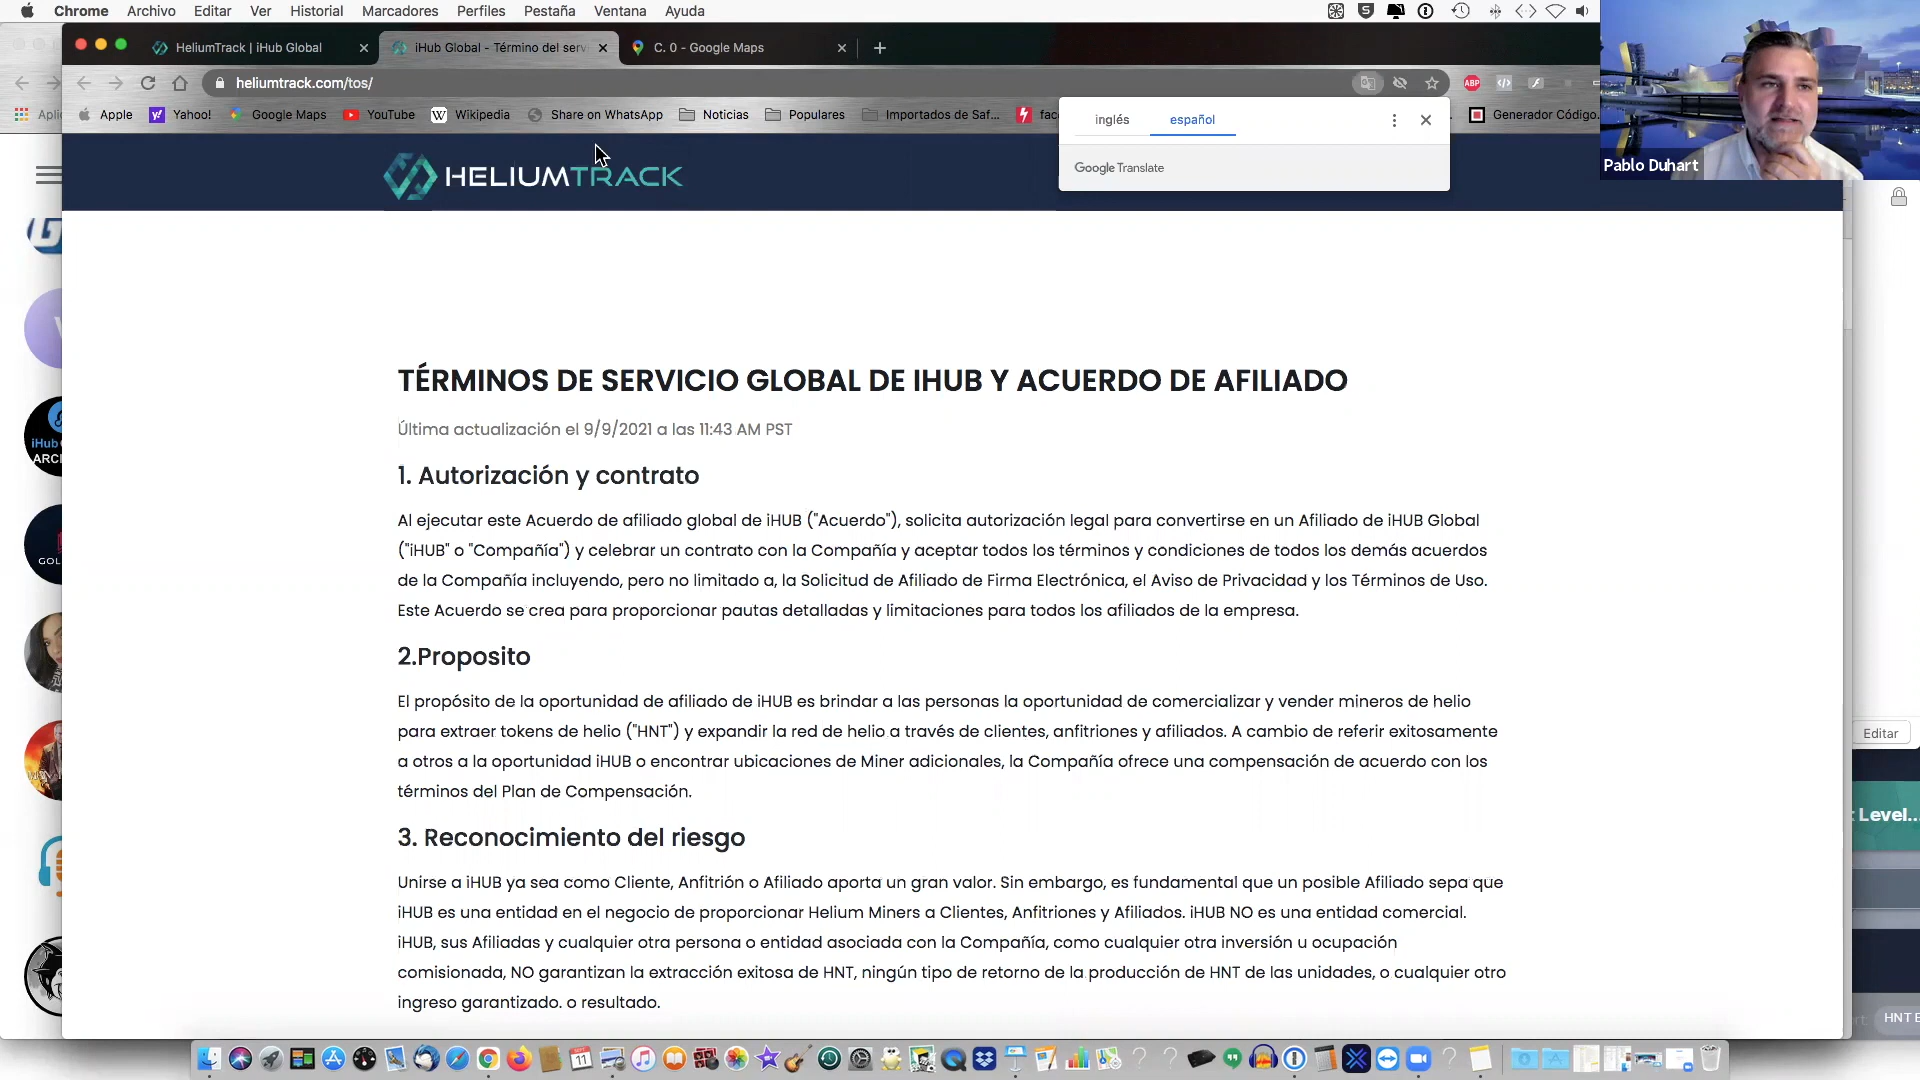 Chrome Archivo Editar Ver Historial Marcadores Perfiles Pestaña Ventana Ayuda
HeliumTrack | iHub Global
iHub Global - Término del serv
C. 0 - Google Maps
heliumtrack.com/tos/
ABP
Apli
Apple
Yahoo!
Google Maps
YouTube
Wikipedia
Share on WhatsApp
Noticias
Populares
Importados de Saf...
fac
Generador Código
inglés
español
Google Translate
Pablo Duhart
HELIUMTRACK
TÉRMINOS DE SERVICIO GLOBAL DE IHUB Y ACUERDO DE AFILIADO
Última actualización el 9/9/2021 a las 11:43 AM PST
1. Autorización y contrato
Al ejecutar este Acuerdo de afiliado global de iHUB ("Acuerdo"), solicita autorización legal para convertirse en un Afiliado de iHUB Global
("iHUB" o "Compañía") y celebrar un contrato con la Compañía y aceptar todos los términos y condiciones de todos los demás acuerdos
de la Compañía incluyendo, pero no limitado a, la Solicitud de Afiliado de Firma Electrónica, el Aviso de Privacidad y los Términos de Uso.
Este Acuerdo se crea para proporcionar pautas detalladas y limitaciones para todos los afiliados de la empresa.
2.Proposito
El propósito de la oportunidad de afiliado de iHUB es brindar a las personas la oportunidad de comercializar y vender mineros de helio
para extraer tokens de helio ("HNT") y expandir la red de helio a través de clientes, anfitriones y afiliados. A cambio de referir exitosamente
a otros a la oportunidad iHUB o encontrar ubicaciones de Miner adicionales, la Compañía ofrece una compensación de acuerdo con los
términos del Plan de Compensación.
3. Reconocimiento del riesgo
Unirse a iHUB ya sea como Cliente, Anfitrión o Afiliado aporta un gran valor. Sin embargo, es fundamental que un posible Afiliado sepa que
iHUB es una entidad en el negocio de proporcionar Helium Miners a Clientes, Anfitriones y Afiliados. iHUB NO es una entidad comercial.
iHUB, sus Afiliadas y cualquier otra persona o entidad asociada con la Compañía, como cualquier otra inversión u ocupación
comisionada, NO garantizan la extracción exitosa de HNT, ningún tipo de retorno de la producción de HNT de las unidades, o cualquier otro
ingreso garantizado. o resultado.
iHub
ARC
GOL
Editar
t Level...
HNT E